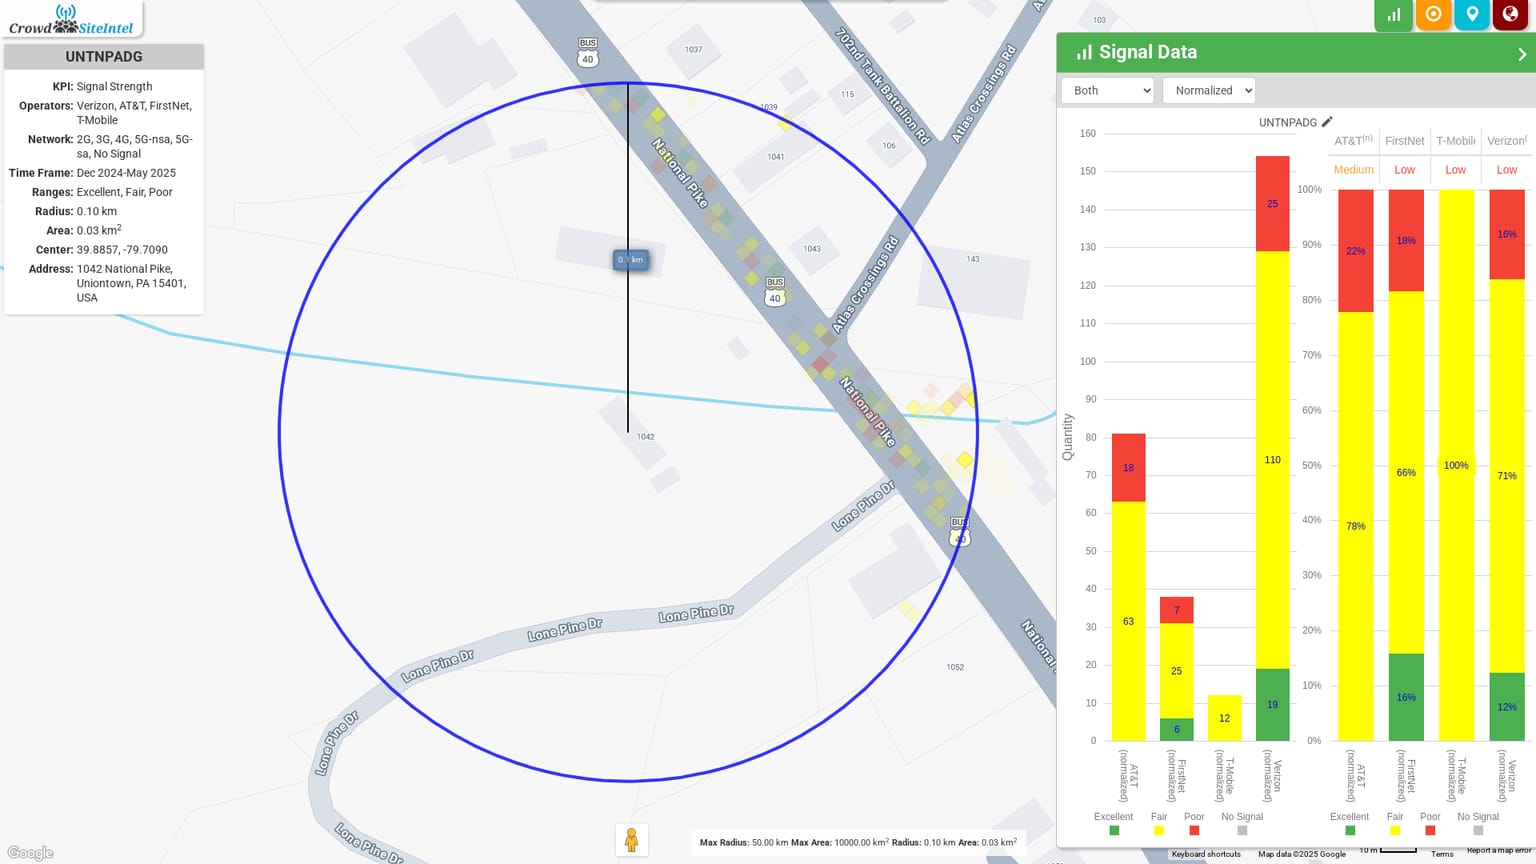 Crowd SiteIntel
UNTNPADG
KPI: Signal Strength
Operators: Verizon, AT&T, FirstNet,
T-Mobile
Network: 2G, 3G, 4G, 5G-nsa, 5G-
sa, No Signal
Time Frame: Dec 2024-May 2025
Ranges: Excellent, Fair, Poor
Radius: 0.10 km
Area: 0.03 km²
Center: 39.8857, -79.7090
Address: 1042 National Pike,
Uniontown, PA 15401,
USA
BUS
40
1037
103
702nd Tank Battalion Rd
Atlas Crossings Rd
115
1039
106
1041
National Pike
1043
143
BUS
40
Atlas Crossings Rd
National Pike
1042
Lone Pine Dr
BUS
40
Lone Pine Dr
Lone Pine Dr
Lone Pine Dr
Lone Pine Dr
Lone Pine Dr
1052
National
Google
Max Radius: 50.00 km Max Area: 10000.00 km² Radius: 0.10 km Area: 0.03 km²
Keyboard shortcuts
Map data ©2025 Google
10 m
Terms
Report a map error
Signal Data
Both
Normalized
UNTNPADG
Quantity
160
150
140
130
120
110
100
90
80
70
60
50
40
30
20
10
0
18
63
7
25
6
12
25
110
19
AT&T
(normalized)
FirstNet
(normalized)
T-Mobile
(normalized)
Verizon
(normalized)
Excellent
Fair
Poor
No Signal
AT&T(n)
FirstNet
T-Mobile
Verizon(
Medium
Low
Low
Low
100%
90%
80%
70%
60%
50%
40%
30%
20%
10%
0%
22%
78%
18%
66%
16%
100%
16%
71%
12%
AT&T
(normalized)
FirstNet
(normalized)
T-Mobile
(normalized)
Verizon
(normalized)
Excellent
Fair
Poor
No Signal